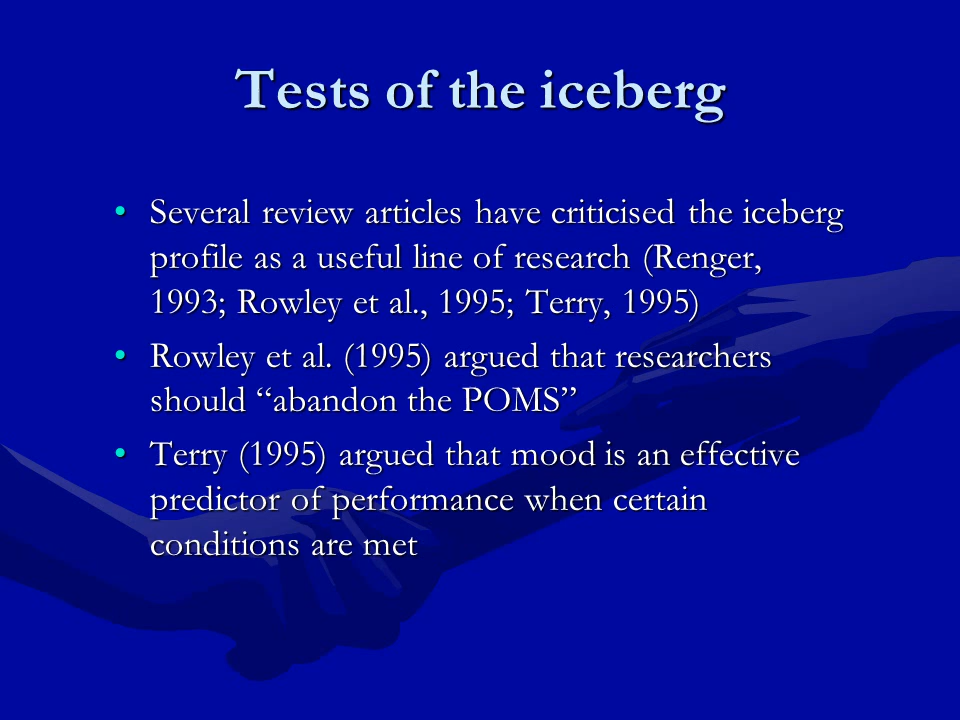 Tests of the iceberg
• Several review articles have criticised the iceberg
profile as a useful line of research (Renger,
1993; Rowley et al., 1995; Terry, 1995)
• Rowley et al. (1995) argued that researchers
should “abandon the POMS”
• Terry (1995) argued that mood is an effective
predictor of performance when certain
conditions are met